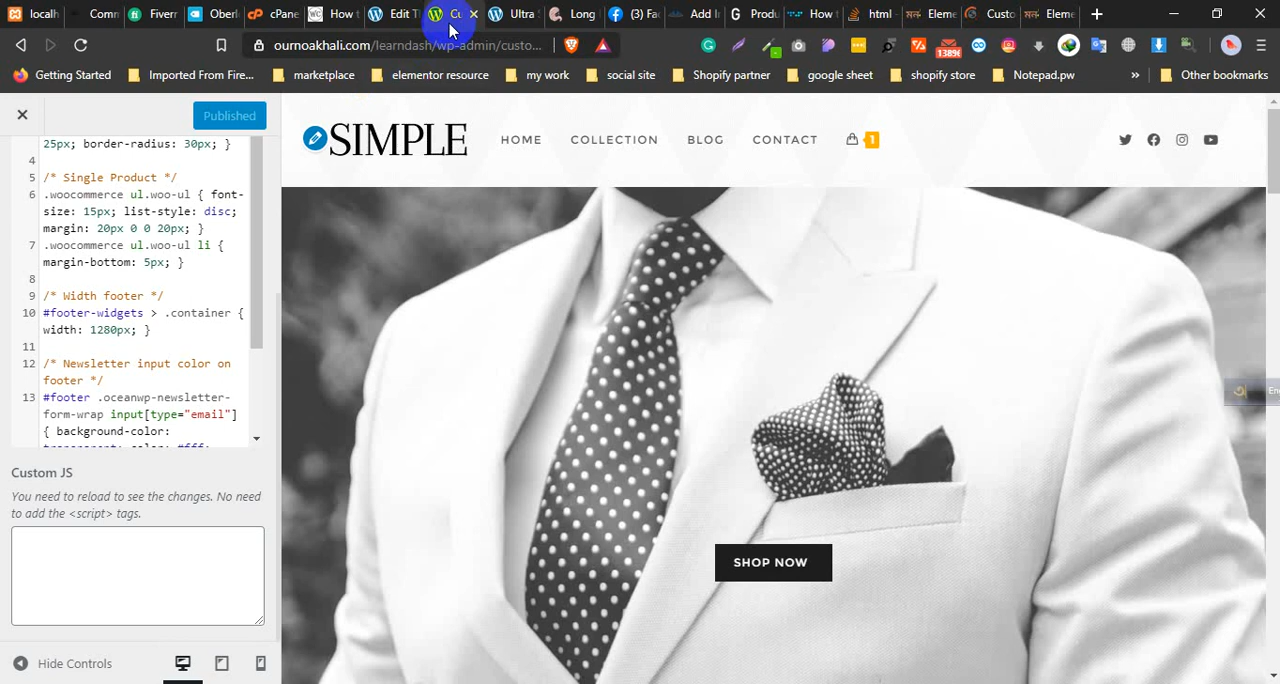 localh
Comm
Fiverr
Oberl
cPane
How t
Edit T
Cu
Ultra
Long
(3) Fa
Add I
Produ
How t
html
Eleme
Custo
Eleme
ournoakhali.com/learndash/wp-admin/custo...
1389
Getting Started
Imported From Fire...
marketplace
elementor resource
my work
social site
Shopify partner
google sheet
shopify store
Notepad.pw
»
Other bookmarks
Published
25px; border-radius: 30px; }
4
5 /* Single Product */
6 .woocommerce ul.woo-ul { font-
size: 15px; list-style: disc;
margin: 20px 0 0 20px; }
7 .woocommerce ul.woo-ul li {
margin-bottom: 5px; }
8
9 /* Width footer */
10 #footer-widgets > .container {
width: 1280px; }
11
12 /* Newsletter input color on
footer */
13 #footer .oceanwp-newsletter-
form-wrap input[type="email"]
{ background-color:
transparent; color: #fff;
Custom JS
You need to reload to see the changes. No need
to add the <script> tags.
Hide Controls
SIMPLE
HOME
COLLECTION
BLOG
CONTACT
1
SHOP NOW
Eng